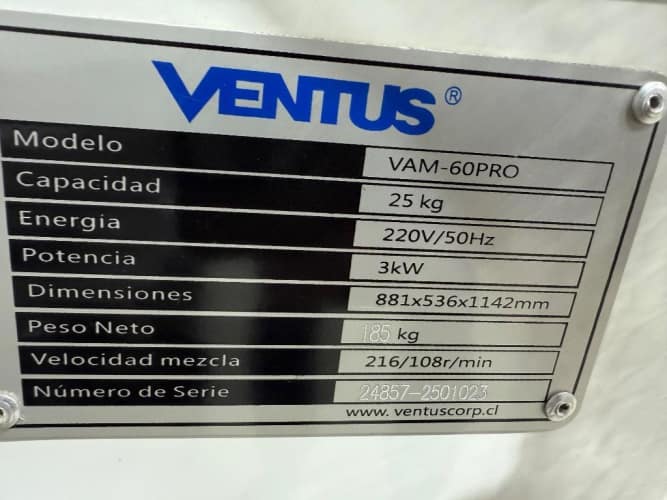 VENTUS®
Modelo VAM-60PRO
Capacidad 25 kg
Energía 220V/50Hz
Potencia 3kW
Dimensiones 881x536x1142mm
Peso Neto 185 kg
Velocidad mezcla 216/108r/min
Número de Serie 24857-2501023
www. ventuscorp.cl